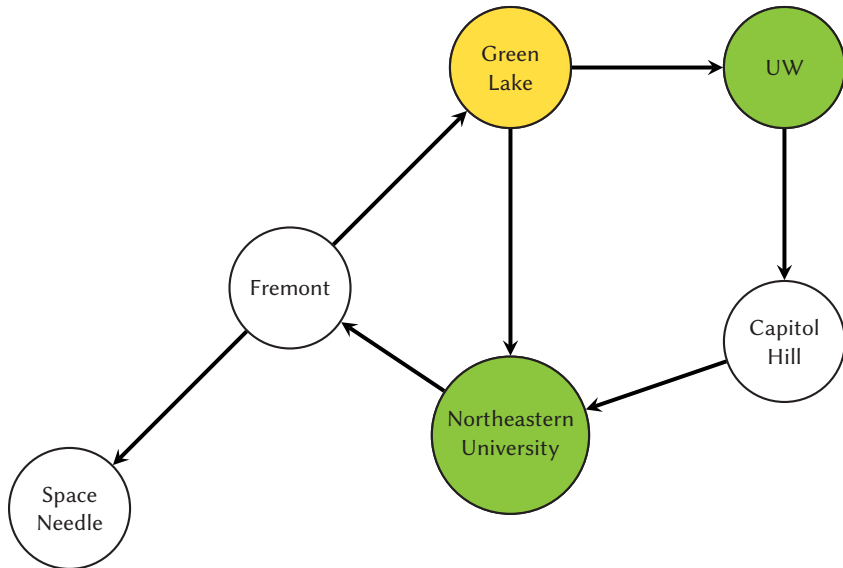 Green
Lake
UW
Fremont
Capitol
Hill
Northeastern
University
Space
Needle